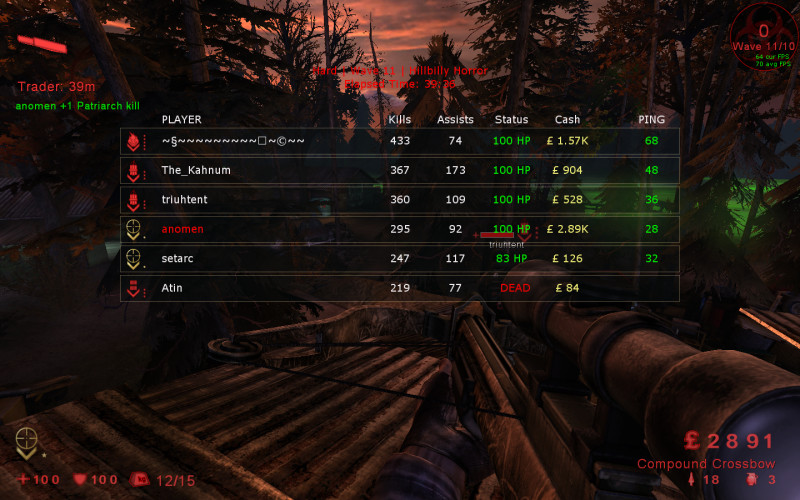 0
Wave 11/10
64 cur FPS
70 avg FPS
Trader: 39m
anomen +1 Patriarch kill
Hard | Wave 11 | Hillbilly Horror
Elapsed Time:
PLAYER Kills Assists Status Cash PING
~§~~~~~~~~~□~©~~ 433 74 100 HP £ 1.57K 68
The_Kahnum 367 173 100 HP £ 904 48
triuhtent 360 109 100 HP £ 528 36
anomen 295 92 100 HP £ 2.89K 28
triuhtent
setarc 247 117 83 HP £ 126 32
Atin 219 77 DEAD £ 84
£2891
Compound Crossbow
+100 100 12/15 18 3